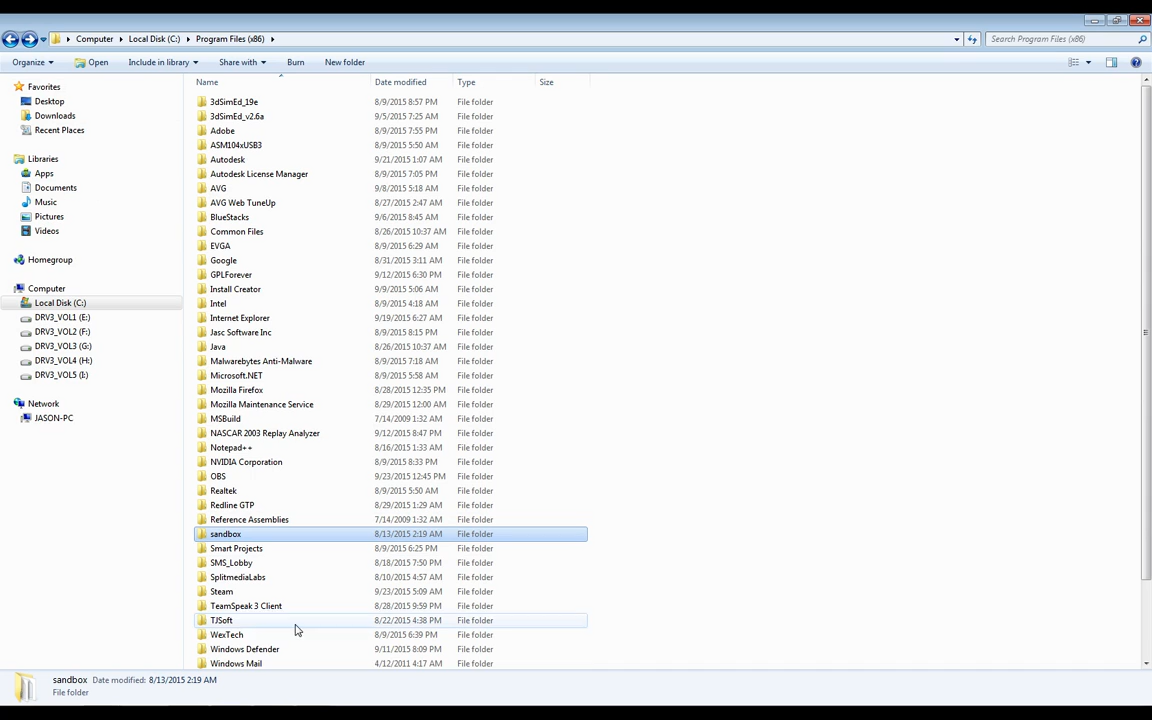 Computer Local Disk (C:) Program Files (x86) Search Program Files (x86)
Organize Open Include in library Share with Burn New folder
Name Date modified Type Size
Favorites
Desktop
Downloads
Recent Places
Libraries
Apps
Documents
Music
Pictures
Videos
Homegroup
Computer
Local Disk (C:)
DRV3_VOL1 (E:)
DRV3_VOL2 (F:)
DRV3_VOL3 (G:)
DRV3_VOL4 (H:)
DRV3_VOL5 (I:)
Network
JASON-PC
3dSimEd_19e 8/9/2015 8:57 PM File folder
3dSimEd_v2.6a 9/5/2015 7:25 AM File folder
Adobe 8/9/2015 7:55 PM File folder
ASM104xUSB3 8/9/2015 5:50 AM File folder
Autodesk 9/21/2015 1:07 AM File folder
Autodesk License Manager 8/9/2015 7:05 PM File folder
AVG 9/8/2015 5:18 AM File folder
AVG Web TuneUp 8/27/2015 2:47 AM File folder
BlueStacks 9/6/2015 8:45 AM File folder
Common Files 8/26/2015 10:37 AM File folder
EVGA 8/9/2015 6:29 AM File folder
Google 8/31/2015 3:11 AM File folder
GPLForever 9/12/2015 6:30 PM File folder
Install Creator 9/9/2015 5:06 AM File folder
Intel 8/9/2015 4:18 AM File folder
Internet Explorer 9/19/2015 6:27 AM File folder
Jasc Software Inc 8/9/2015 8:15 PM File folder
Java 8/26/2015 10:37 AM File folder
Malwarebytes Anti-Malware 8/9/2015 7:18 AM File folder
Microsoft.NET 8/9/2015 5:58 AM File folder
Mozilla Firefox 8/28/2015 12:35 PM File folder
Mozilla Maintenance Service 8/29/2015 12:00 AM File folder
MSBuild 7/14/2009 1:32 AM File folder
NASCAR 2003 Replay Analyzer 9/12/2015 8:47 PM File folder
Notepad++ 8/16/2015 1:33 AM File folder
NVIDIA Corporation 8/9/2015 8:33 PM File folder
OBS 9/23/2015 12:45 PM File folder
Realtek 8/9/2015 5:50 AM File folder
Redline GTP 8/29/2015 1:29 AM File folder
Reference Assemblies 7/14/2009 1:32 AM File folder
sandbox 8/13/2015 2:19 AM File folder
Smart Projects 8/9/2015 6:25 PM File folder
SMS_Lobby 8/18/2015 7:50 PM File folder
SplitmediaLabs 8/10/2015 4:57 AM File folder
Steam 9/23/2015 5:09 AM File folder
TeamSpeak 3 Client 8/28/2015 9:59 PM File folder
TJSoft 8/22/2015 4:38 PM File folder
WexTech 8/9/2015 6:39 PM File folder
Windows Defender 9/11/2015 8:09 PM File folder
Windows Mail 4/12/2011 4:17 AM File folder
sandbox Date modified: 8/13/2015 2:19 AM
File folder